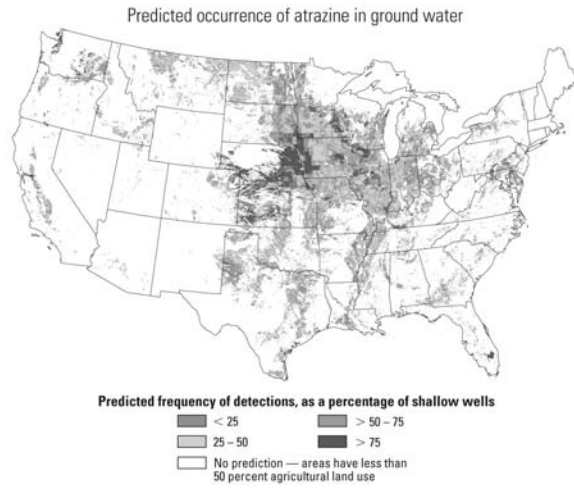 Predicted occurrence of atrazine in ground water
Predicted frequency of detections, as a percentage of shallow wells
< 25
> 50 – 75
25 – 50
> 75
No prediction — areas have less than
50 percent agricultural land use